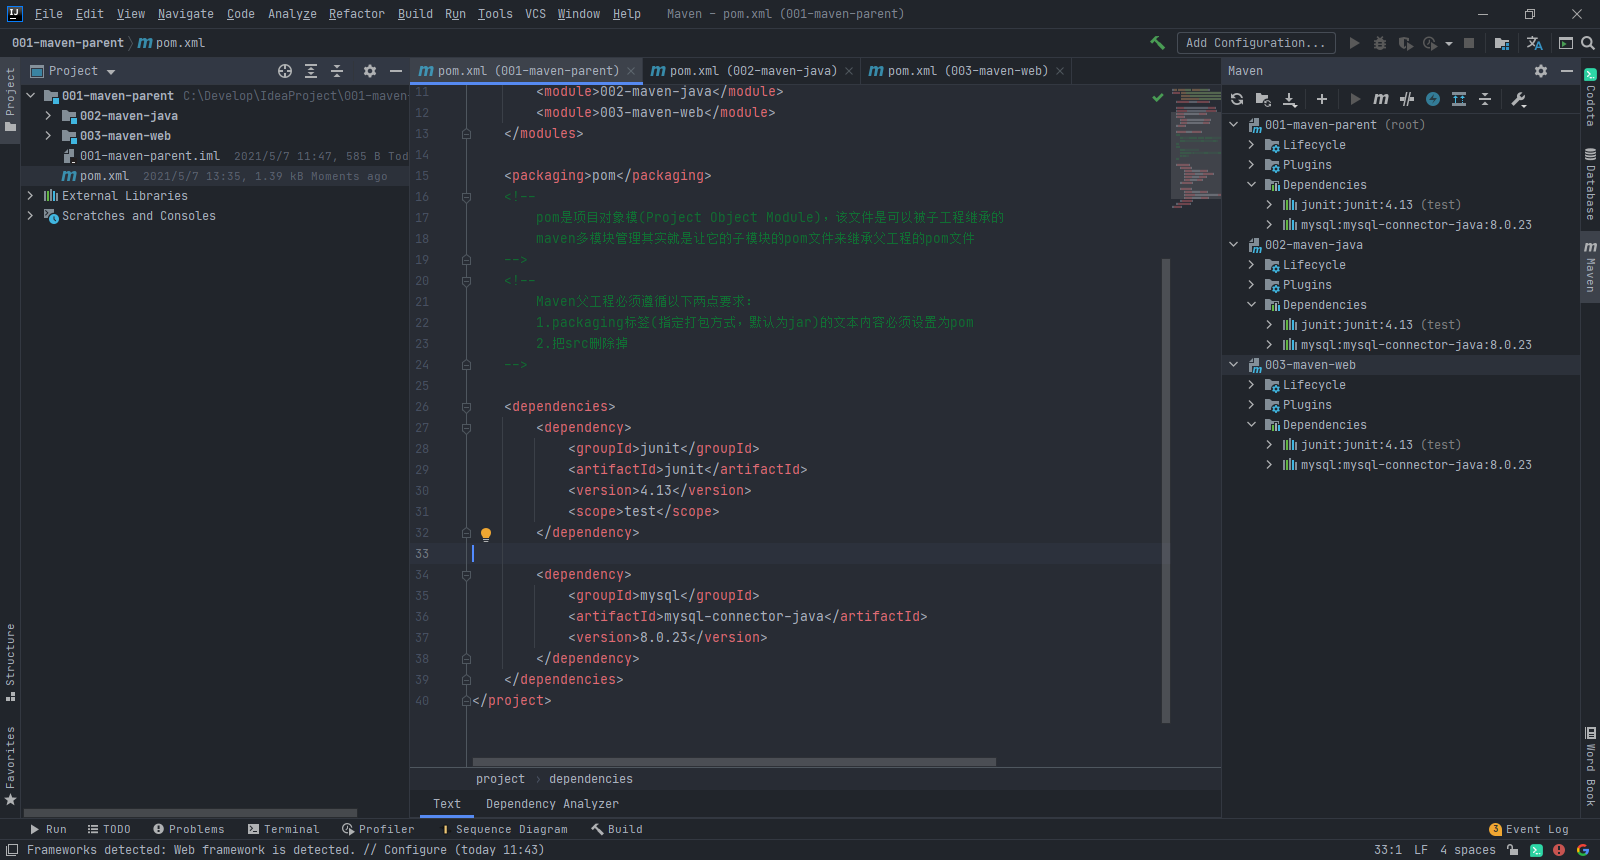 File Edit View Navigate Code Analyze Refactor Build Run Tools VCS Window Help Maven - pom.xml (001-maven-parent)
001-maven-parent pom.xml Add Configuration...
Project
pom.xml (001-maven-parent) pom.xml (002-maven-java) pom.xml (003-maven-web)
Maven
Project
001-maven-parent C:\Develop\IdeaProject\001-maven-
002-maven-java
003-maven-web
001-maven-parent.iml 2021/5/7 11:47, 585 B Tod
pom.xml 2021/5/7 13:35, 1.39 kB Moments ago
External Libraries
Scratches and Consoles
Structure
Favorites
11 <module>002-maven-java</module>
12 <module>003-maven-web</module>
13 </modules>
14
15 <packaging>pom</packaging>
16 <!--
17 pom是项目对象模(Project Object Module),该文件是可以被子工程继承的
18 maven多模块管理其实就是让它的子模块的pom文件来继承父工程的pom文件
19 -->
20 <!--
21 Maven父工程必须遵循以下两点要求:
22 1.packaging标签(指定打包方式,默认为jar)的文本内容必须设置为pom
23 2.把src删除掉
24 -->
25
26 <dependencies>
27 <dependency>
28 <groupId>junit</groupId>
29 <artifactId>junit</artifactId>
30 <version>4.13</version>
31 <scope>test</scope>
32 </dependency>
33
34 <dependency>
35 <groupId>mysql</groupId>
36 <artifactId>mysql-connector-java</artifactId>
37 <version>8.0.23</version>
38 </dependency>
39 </dependencies>
40 </project>
project › dependencies
Text Dependency Analyzer
001-maven-parent (root)
Lifecycle
Plugins
Dependencies
junit:junit:4.13 (test)
mysql:mysql-connector-java:8.0.23
002-maven-java
Lifecycle
Plugins
Dependencies
junit:junit:4.13 (test)
mysql:mysql-connector-java:8.0.23
003-maven-web
Lifecycle
Plugins
Dependencies
junit:junit:4.13 (test)
mysql:mysql-connector-java:8.0.23
Codota
Database
Maven
Word Book
Run TODO Problems Terminal Profiler Sequence Diagram Build 3 Event Log
Frameworks detected: Web framework is detected. // Configure (today 11:43) 33:1 LF 4 spaces